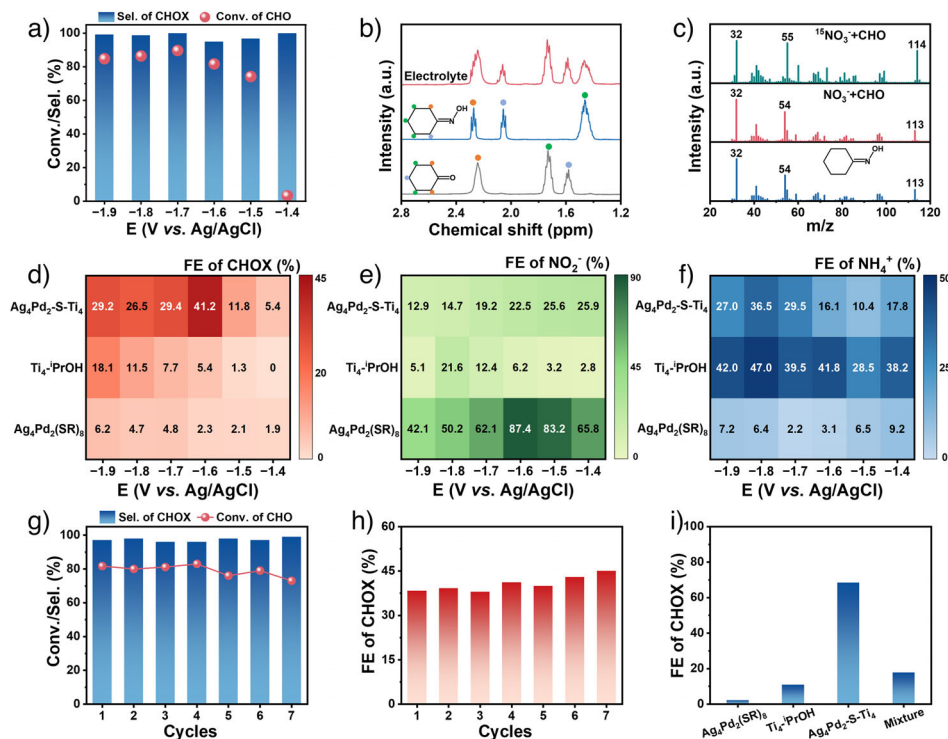 a)
Sel. of CHOX Conv. of CHO
Conv./Sel. (%)
100
80
60
40
20
0
−1.9 −1.8 −1.7 −1.6 −1.5 −1.4
E (V vs. Ag/AgCl)
b)
Intensity (a.u.)
Electrolyte
N
OH
O
2.8 2.4 2.0 1.6 1.2
Chemical shift (ppm)
c)
Intensity (a.u.)
¹⁵NO₃⁻+CHO
32 55 114
NO₃⁻+CHO
32 54 113
N
OH
32 54 113
20 40 60 80 100 120
m/z
d)
FE of CHOX (%)
Ag₄Pd₂-S-Ti₄ 29.2 26.5 29.4 41.2 11.8 5.4
Ti₄-ⁱPrOH 18.1 11.5 7.7 5.4 1.3 0
Ag₄Pd₂(SR)₈ 6.2 4.7 4.8 2.3 2.1 1.9
−1.9 −1.8 −1.7 −1.6 −1.5 −1.4
E (V vs. Ag/AgCl)
45
20
0
e)
FE of NO₂⁻ (%)
Ag₄Pd₂-S-Ti₄ 12.9 14.7 19.2 22.5 25.6 25.9
Ti₄-ⁱPrOH 5.1 21.6 12.4 6.2 3.2 2.8
Ag₄Pd₂(SR)₈ 42.1 50.2 62.1 87.4 83.2 65.8
−1.9 −1.8 −1.7 −1.6 −1.5 −1.4
E (V vs. Ag/AgCl)
90
45
0
f)
FE of NH₄⁺ (%)
Ag₄Pd₂-S-Ti₄ 27.0 36.5 29.5 16.1 10.4 17.8
Ti₄-ⁱPrOH 42.0 47.0 39.5 41.8 28.5 38.2
Ag₄Pd₂(SR)₈ 7.2 6.4 2.2 3.1 6.5 9.2
−1.9 −1.8 −1.7 −1.6 −1.5 −1.4
E (V vs. Ag/AgCl)
50
25
0
g)
Sel. of CHOX Conv. of CHO
Conv./Sel. (%)
100
80
60
40
20
0
1 2 3 4 5 6 7
Cycles
h)
FE of CHOX (%)
60
45
30
15
0
1 2 3 4 5 6 7
Cycles
i)
FE of CHOX (%)
100
80
60
40
20
0
Ag₄Pd₂(SR)₈ Ti₄-ⁱPrOH Ag₄Pd₂-S-Ti₄ Mixture